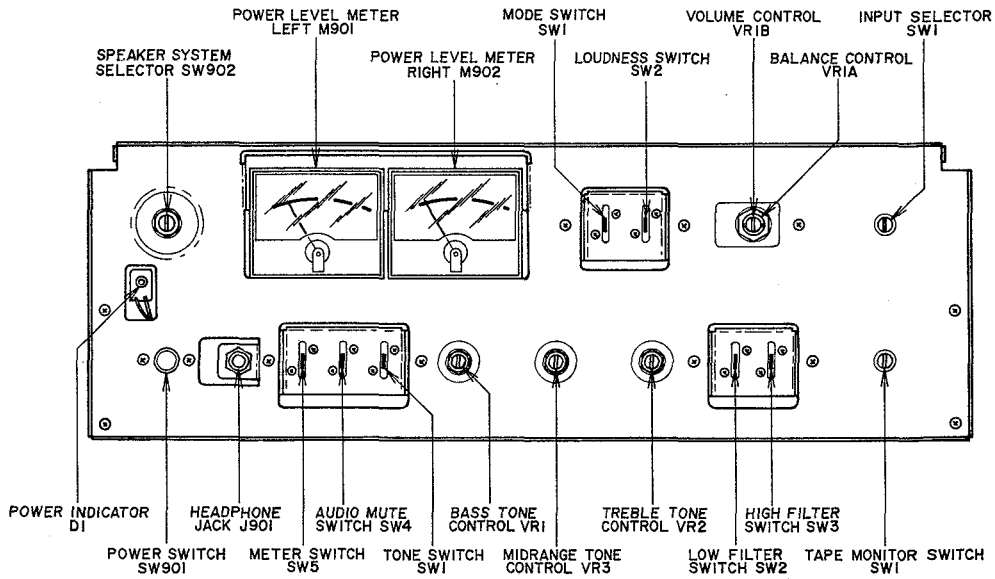 POWER LEVEL METER
LEFT M901
MODE SWITCH
SW1
VOLUME CONTROL
VR1B
INPUT SELECTOR
SW1
SPEAKER SYSTEM
SELECTOR SW902
POWER LEVEL METER
RIGHT M902
LOUDNESS SWITCH
SW2
BALANCE CONTROL
VR1A
POWER INDICATOR
D1
HEADPHONE
JACK J901
AUDIO MUTE
SWITCH SW4
BASS TONE
CONTROL VR1
TREBLE TONE
CONTROL VR2
HIGH FILTER
SWITCH SW3
POWER SWITCH
SW901
METER SWITCH
SW5
TONE SWITCH
SW1
MIDRANGE TONE
CONTROL VR3
LOW FILTER
SWITCH SW2
TAPE MONITOR SWITCH
SW1